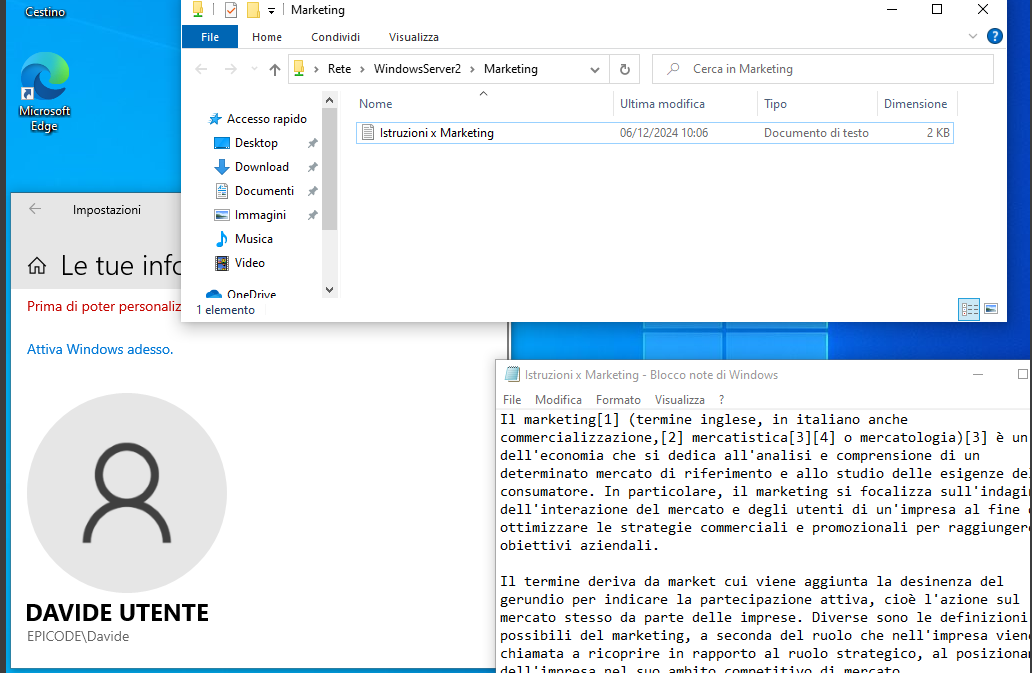 Cestino
Microsoft
Edge
Marketing
File Home Condividi Visualizza
Rete WindowsServer2 Marketing
Cerca in Marketing
Nome Ultima modifica Tipo Dimensione
Accesso rapido
Istruzioni x Marketing 06/12/2024 10:06 Documento di testo 2 KB
Desktop
Download
Documenti
Immagini
Musica
Video
OneDrive
1 elemento
Impostazioni
Le tue info
Prima di poter personaliz
Attiva Windows adesso.
DAVIDE UTENTE
EPICODE\Davide
Istruzioni x Marketing - Blocco note di Windows
File Modifica Formato Visualizza ?
Il marketing[1] (termine inglese, in italiano anche
commercializzazione,[2] mercatistica[3][4] o mercatologia)[3] è un
dell'economia che si dedica all'analisi e comprensione di un
determinato mercato di riferimento e allo studio delle esigenze del
consumatore. In particolare, il marketing si focalizza sull'indagin
dell'interazione del mercato e degli utenti di un'impresa al fine
ottimizzare le strategie commerciali e promozionali per raggiungere
obiettivi aziendali.
Il termine deriva da market cui viene aggiunta la desinenza del
gerundio per indicare la partecipazione attiva, cioè l'azione sul
mercato stesso da parte delle imprese. Diverse sono le definizioni
possibili del marketing, a seconda del ruolo che nell'impresa viene
chiamata a ricoprire in rapporto al ruolo strategico, al posizionam
dell'impresa nel suo ambito competitivo di mercato.